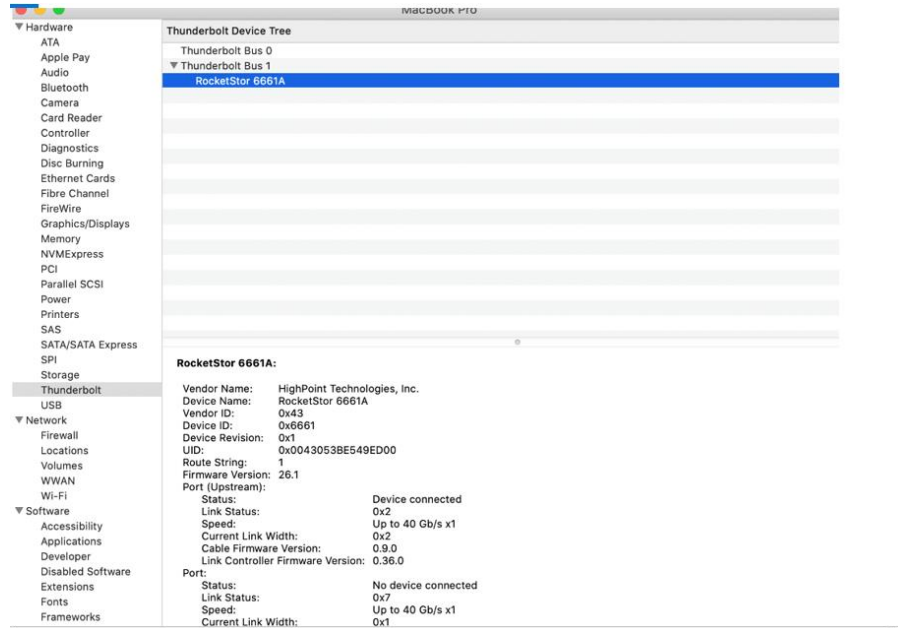 MacBook Pro
Hardware
ATA
Apple Pay
Audio
Bluetooth
Camera
Card Reader
Controller
Diagnostics
Disc Burning
Ethernet Cards
Fibre Channel
FireWire
Graphics/Displays
Memory
NVMExpress
PCI
Parallel SCSI
Power
Printers
SAS
SATA/SATA Express
SPI
Storage
Thunderbolt
USB
Network
Firewall
Locations
Volumes
WWAN
Wi-Fi
Software
Accessibility
Applications
Developer
Disabled Software
Extensions
Fonts
Frameworks
Thunderbolt Device Tree
Thunderbolt Bus 0
Thunderbolt Bus 1
RocketStor 6661A
RocketStor 6661A:
Vendor Name: HighPoint Technologies, Inc.
Device Name: RocketStor 6661A
Vendor ID: 0x43
Device ID: 0x6661
Device Revision: 0x1
UID: 0x0043053BE549ED00
Route String: 1
Firmware Version: 26.1
Port (Upstream):
Status: Device connected
Link Status: 0x2
Speed: Up to 40 Gb/s x1
Current Link Width: 0x2
Cable Firmware Version: 0.9.0
Link Controller Firmware Version: 0.36.0
Port:
Status: No device connected
Link Status: 0x7
Speed: Up to 40 Gb/s x1
Current Link Width: 0x1